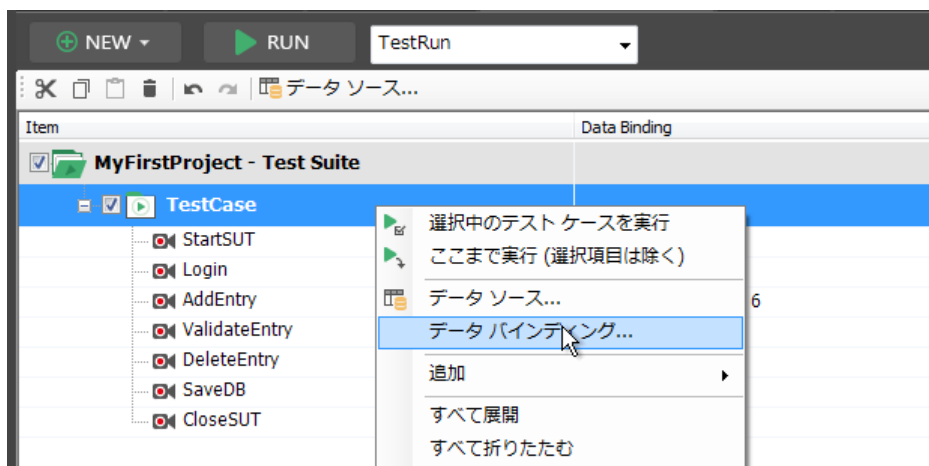 NEW
RUN
TestRun
データ ソース...
Item
Data Binding
MyFirstProject - Test Suite
TestCase
選択中のテスト ケースを実行
StartSUT
ここまで実行 (選択項目は除く)
Login
データ ソース...
AddEntry
6
データ バインディング...
ValidateEntry
DeleteEntry
追加
SaveDB
すべて展開
CloseSUT
すべて折りたたむ